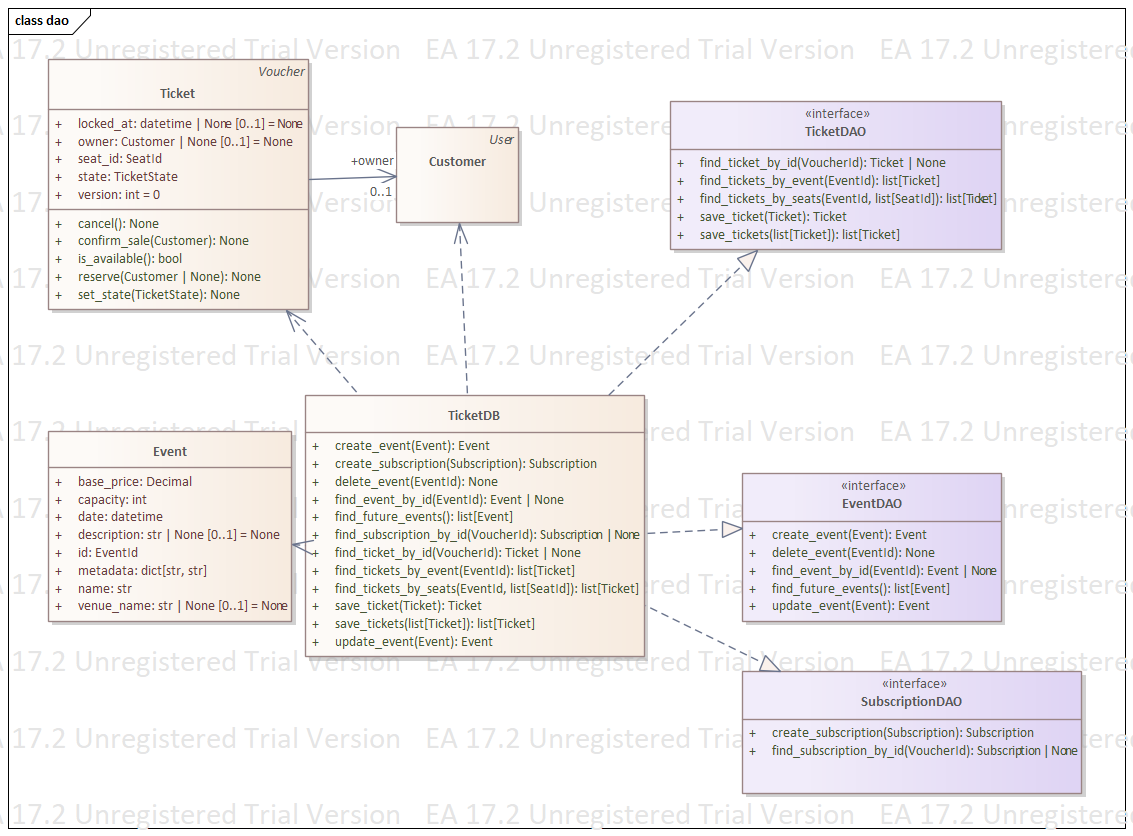 class dao
EA 17.2 Unregistered Trial Version
Voucher
Ticket
+ locked_at: datetime | None [0..1] = None
+ owner: Customer | None [0..1] = None
+ seat_id: SeatId
+ state: TicketState
+ version: int = 0
+ cancel(): None
+ confirm_sale(Customer): None
+ is_available(): bool
+ reserve(Customer | None): None
+ set_state(TicketState): None
+owner
0..1
User
Customer
«interface»
TicketDAO
+ find_ticket_by_id(VoucherId): Ticket | None
+ find_tickets_by_event(EventId): list[Ticket]
+ find_tickets_by_seats(EventId, list[SeatId]): list[Ticket]
+ save_ticket(Ticket): Ticket
+ save_tickets(list[Ticket]): list[Ticket]
TicketDB
+ create_event(Event): Event
+ create_subscription(Subscription): Subscription
+ delete_event(EventId): None
+ find_event_by_id(EventId): Event | None
+ find_future_events(): list[Event]
+ find_subscription_by_id(VoucherId): Subscription | None
+ find_ticket_by_id(VoucherId): Ticket | None
+ find_tickets_by_event(EventId): list[Ticket]
+ find_tickets_by_seats(EventId, list[SeatId]): list[Ticket]
+ save_ticket(Ticket): Ticket
+ save_tickets(list[Ticket]): list[Ticket]
+ update_event(Event): Event
Event
+ base_price: Decimal
+ capacity: int
+ date: datetime
+ description: str | None [0..1] = None
+ id: EventId
+ metadata: dict[str, str]
+ name: str
+ venue_name: str | None [0..1] = None
«interface»
EventDAO
+ create_event(Event): Event
+ delete_event(EventId): None
+ find_event_by_id(EventId): Event | None
+ find_future_events(): list[Event]
+ update_event(Event): Event
«interface»
SubscriptionDAO
+ create_subscription(Subscription): Subscription
+ find_subscription_by_id(VoucherId): Subscription | None